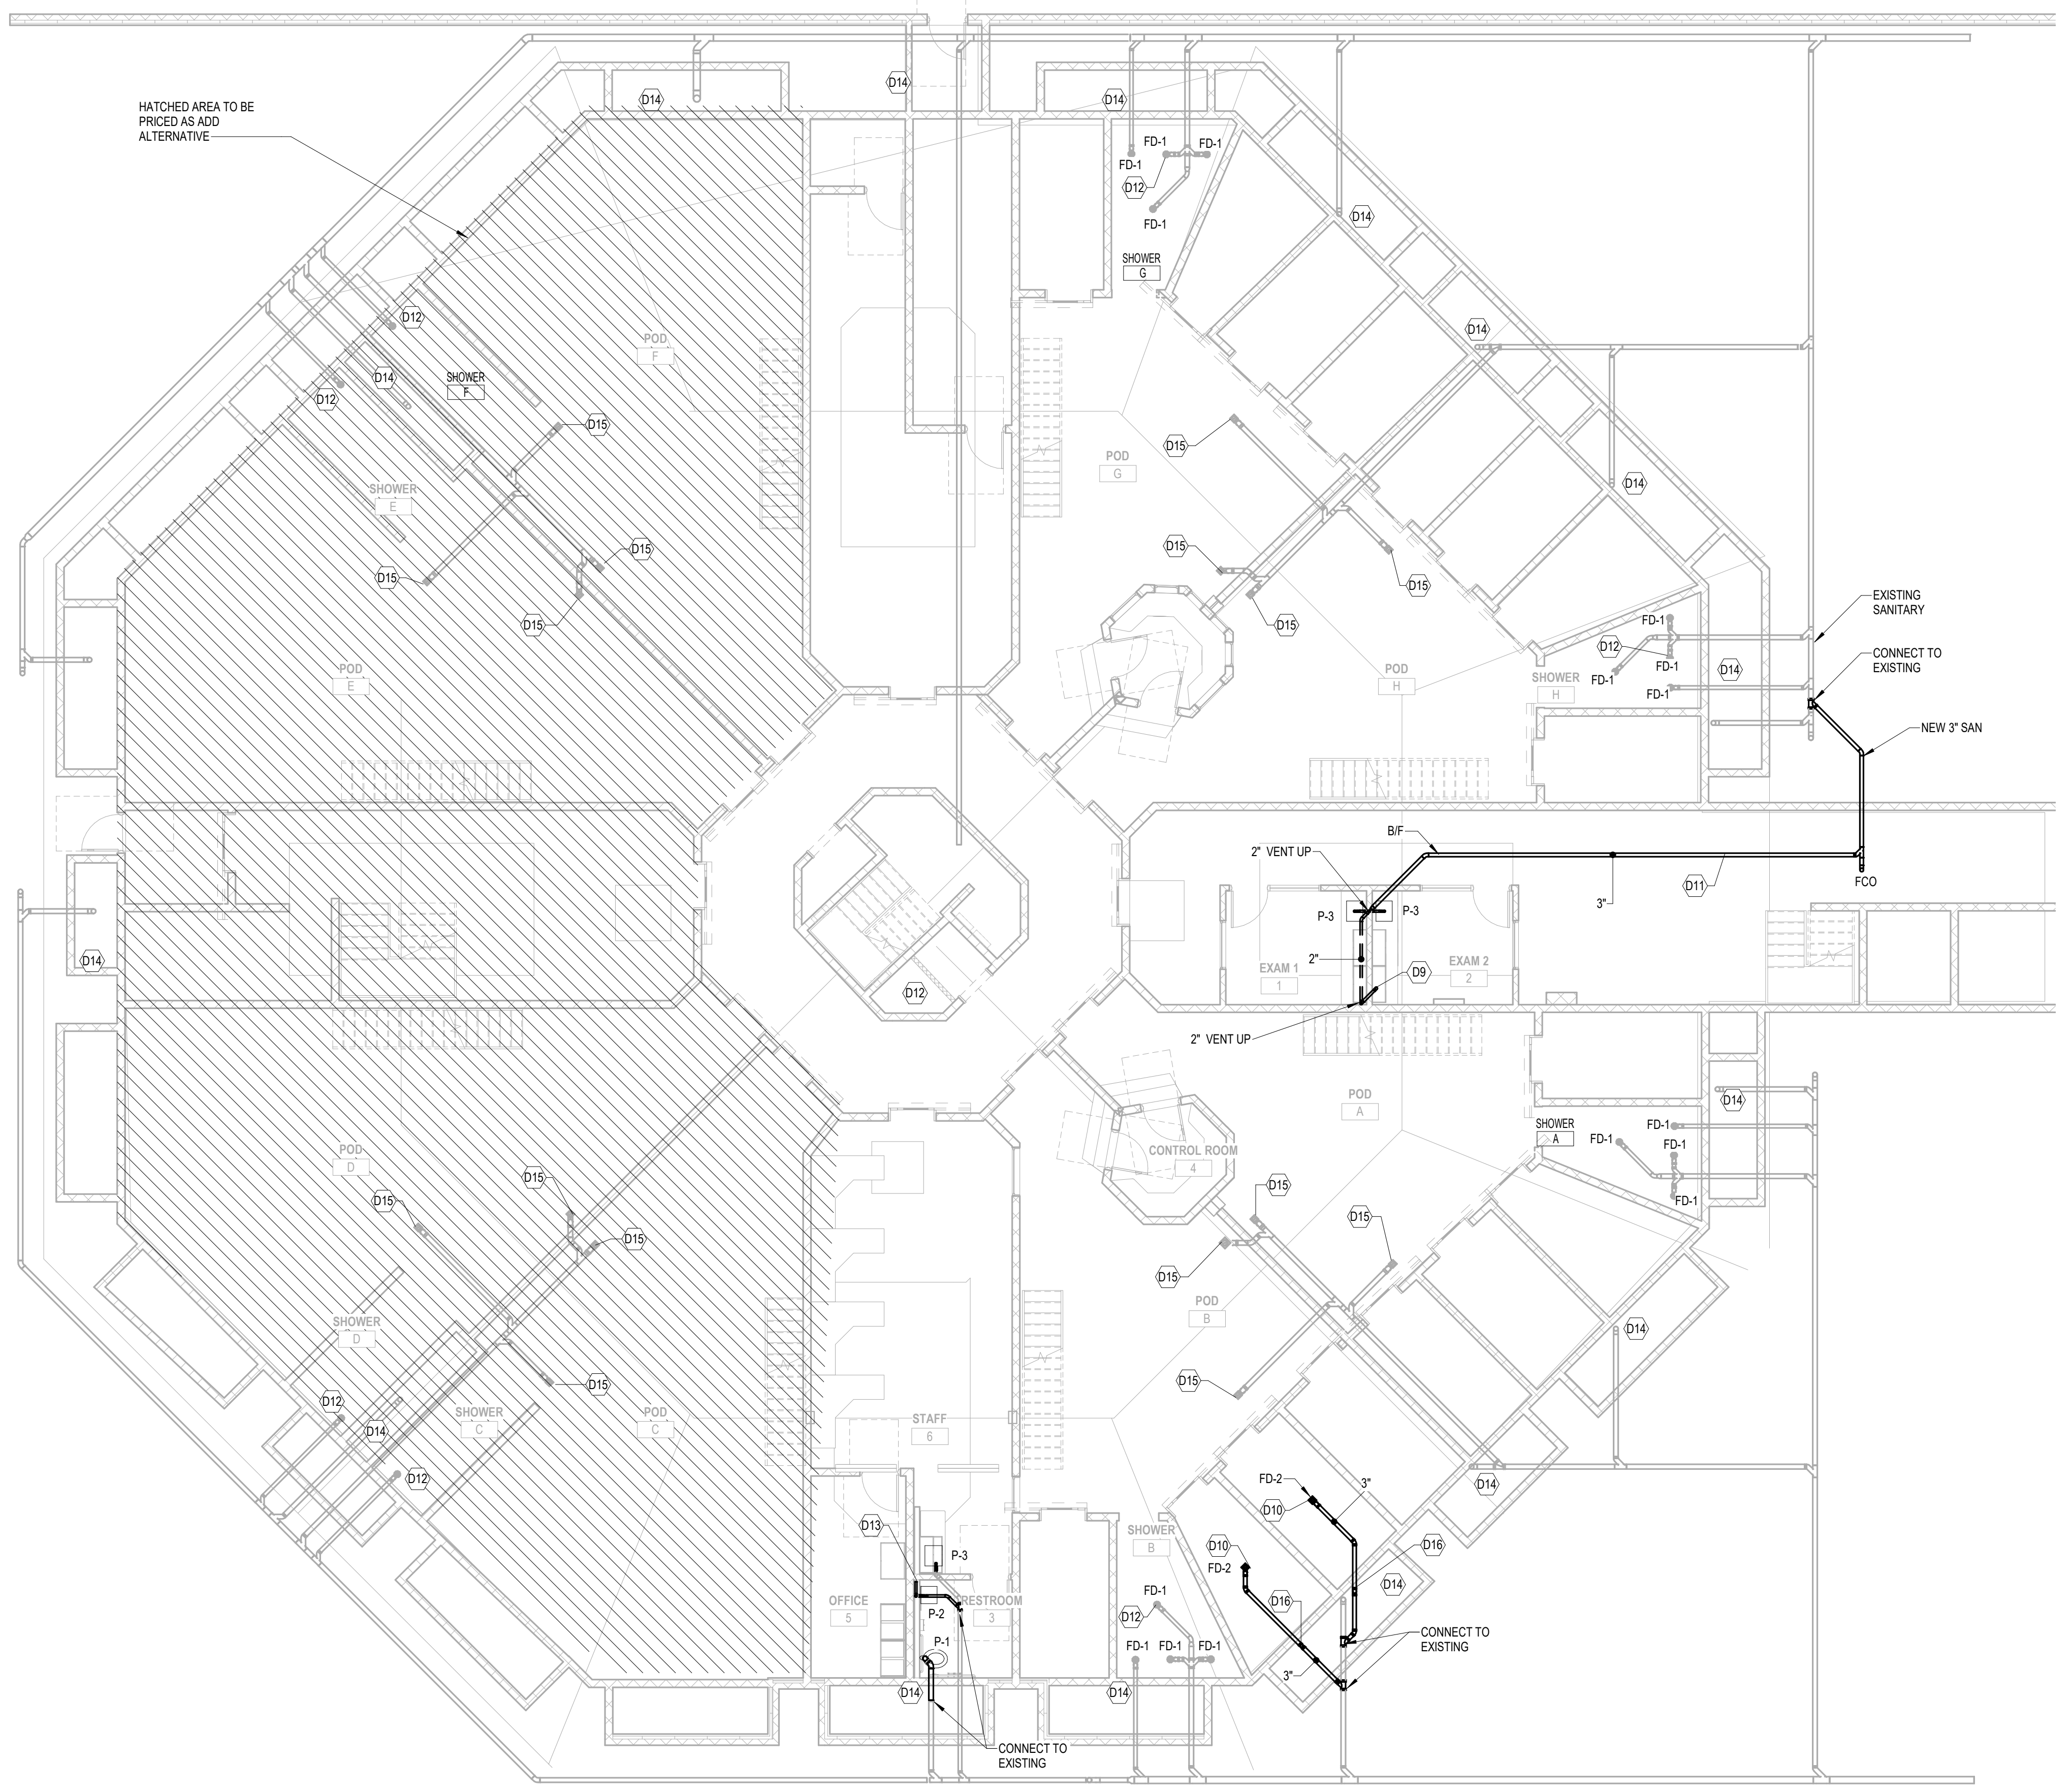 D14
D14
D14
HATCHED AREA TO BE
PRICED AS ADD
ALTERNATIVE
FD-1
FD-1
FD-1
D12
FD-1
D14
SHOWER
G
D12
D14
POD
F
D14
SHOWER
F
D12
D15
D15
POD
G
D14
SHOWER
E
D15
D15
D15
D15
D15
D15
D15
EXISTING
SANITARY
FD-1
D12
FD-1
FD-1
CONNECT TO
EXISTING
POD
E
POD
H
SHOWER
H
D14
FD-1
NEW 3" SAN
B/F
2" VENT UP
D11
FCO
3"
P-3
P-3
D14
2"
EXAM 1
1
D9
EXAM 2
2
D12
2" VENT UP
POD
A
D14
SHOWER
A
FD-1
FD-1
FD-1
FD-1
POD
D
CONTROL ROOM
4
D15
D15
D15
D15
D15
D15
POD
B
SHOWER
D
D14
D15
D15
D12
SHOWER
C
POD
C
STAFF
6
D14
D12
D14
FD-2
3"
D10
D13
SHOWER
B
P-3
D10
D16
FD-2
D14
OFFICE
5
P-2
RESTROOM
3
FD-1
D12
D16
P-1
FD-1
FD-1
FD-1
CONNECT TO
EXISTING
3"
D14
D14
CONNECT TO
EXISTING